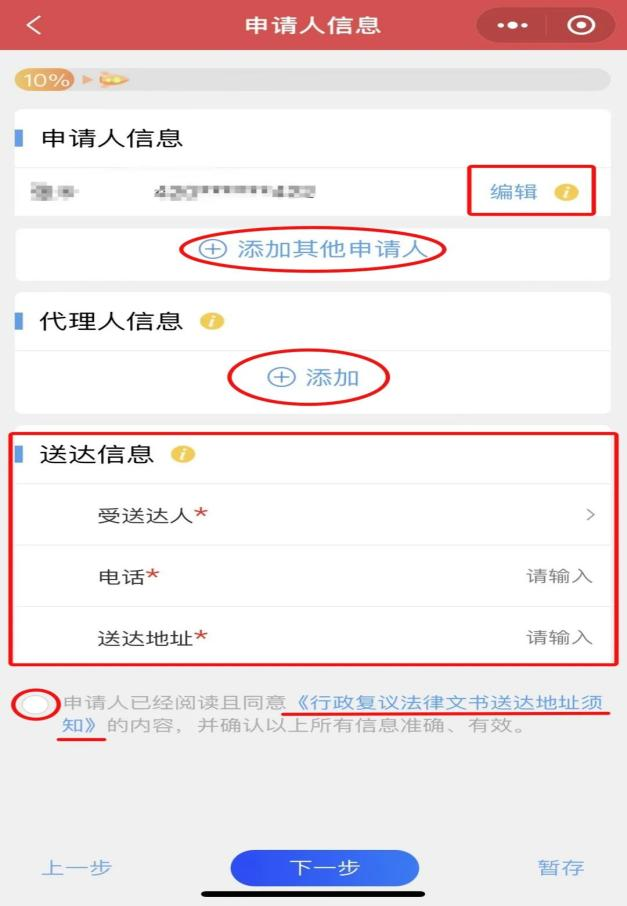 申请人信息
10%
申请人信息
编辑
添加其他申请人
代理人信息
添加
送达信息
受送达人*
电话* 请输入
送达地址* 请输入
申请人已经阅读且同意《行政复议法律文书送达地址须
知》的内容，并确认以上所有信息准确、有效。
上一步 下一步 暂存